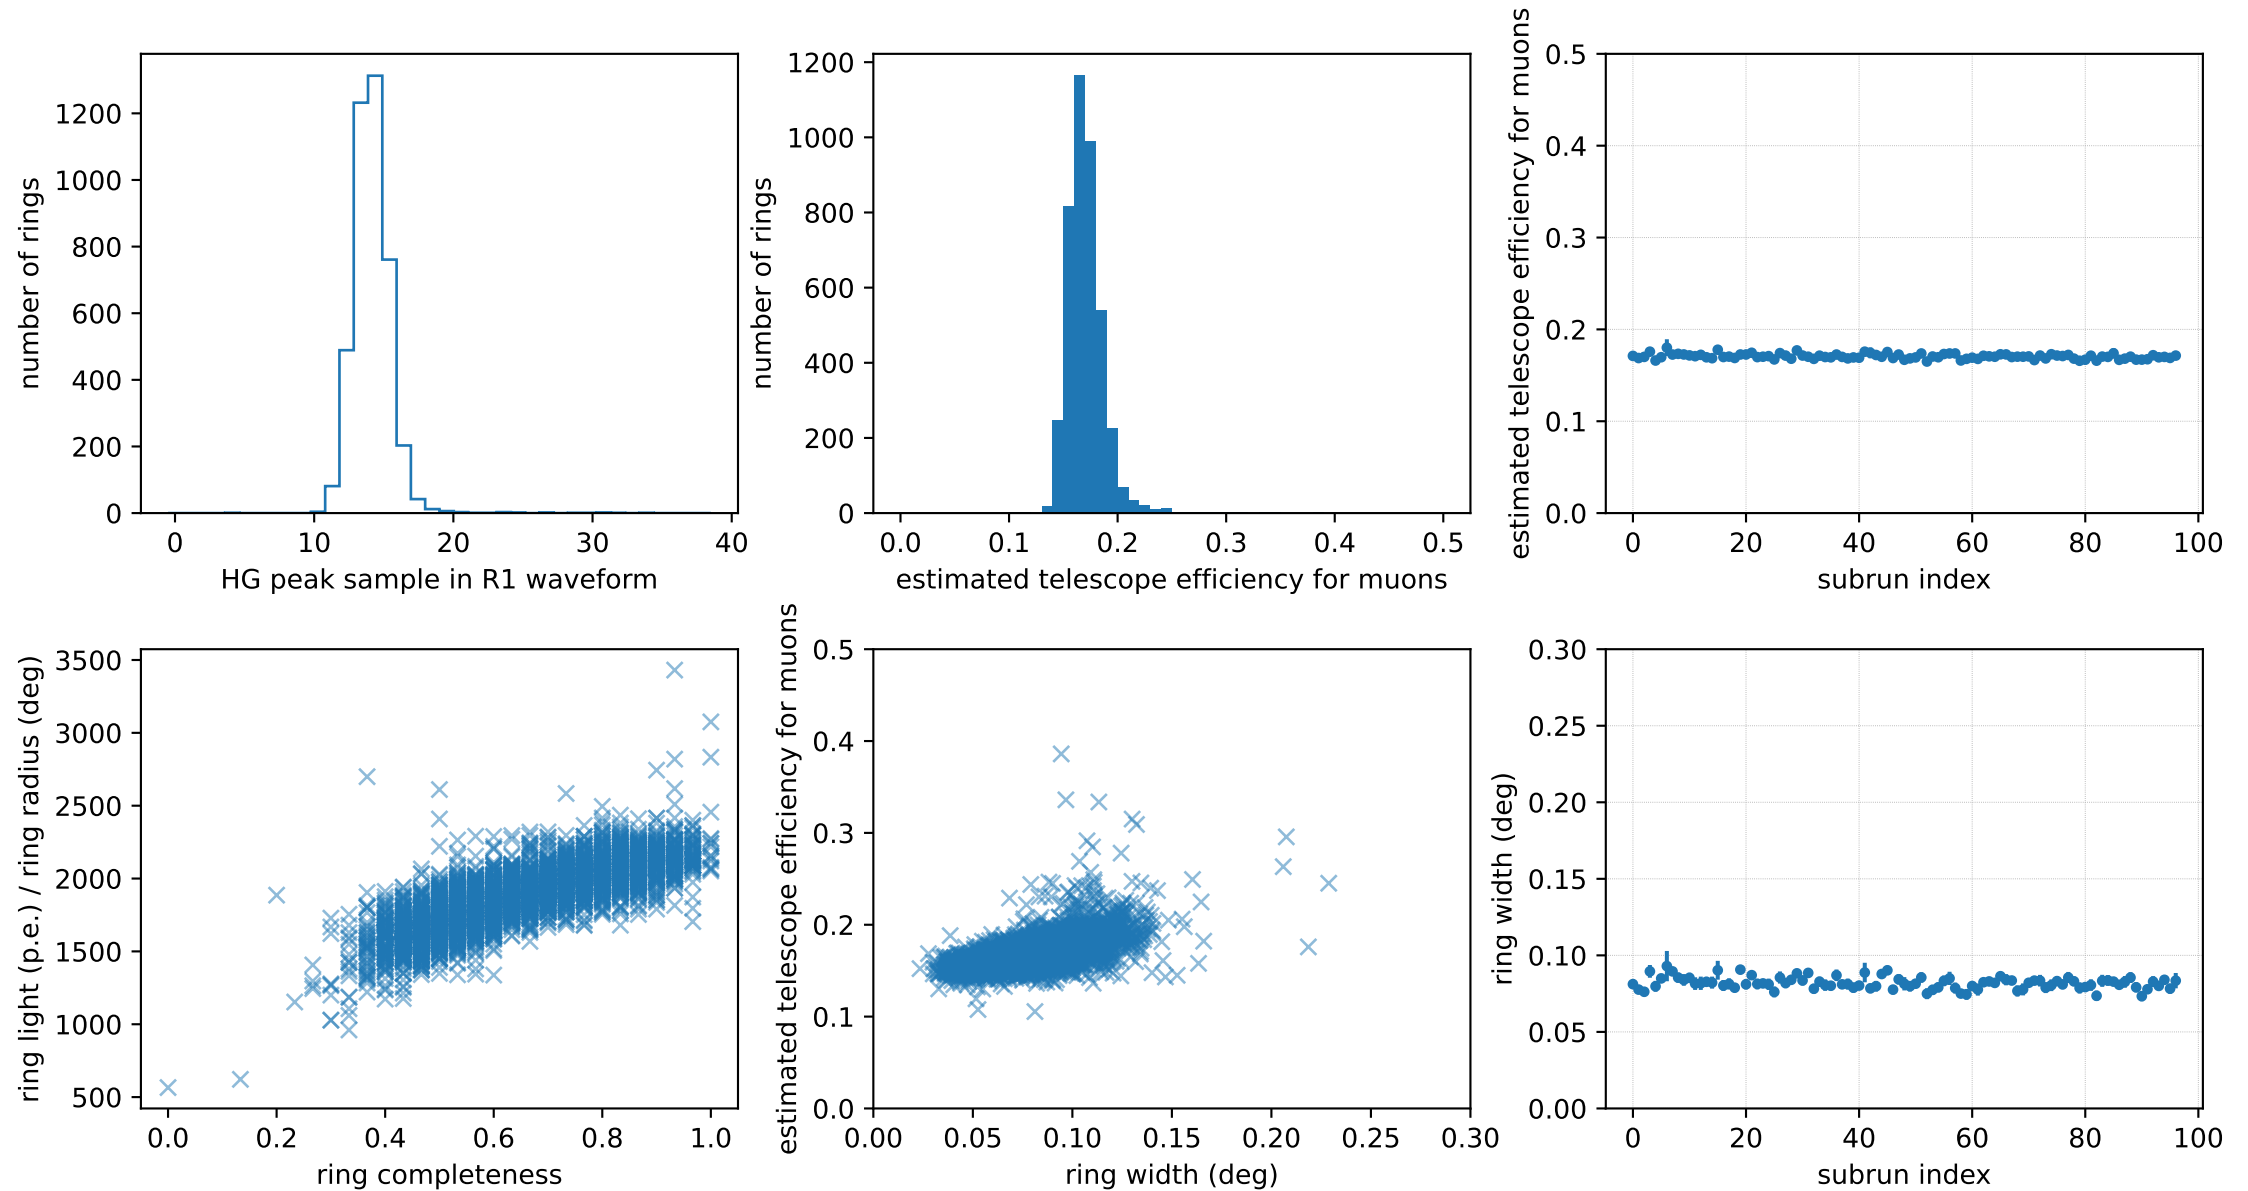 number of rings
1200
1000
800
600
400
200
0
0 10 20 30 40
HG peak sample in R1 waveform
number of rings
1200
1000
800
600
400
200
0
0.0 0.1 0.2 0.3 0.4 0.5
estimated telescope efficiency for muons
estimated telescope efficiency for muons
0.5
0.4
0.3
0.2
0.1
0.0
0 20 40 60 80 100
subrun index
ring light (p.e.) / ring radius (deg)
3500
3000
2500
2000
1500
1000
500
0.0 0.2 0.4 0.6 0.8 1.0
ring completeness
estimated telescope efficiency for muons
0.5
0.4
0.3
0.2
0.1
0.0
0.00 0.05 0.10 0.15 0.20 0.25 0.30
ring width (deg)
ring width (deg)
0.30
0.25
0.20
0.15
0.10
0.05
0.00
0 20 40 60 80 100
subrun index